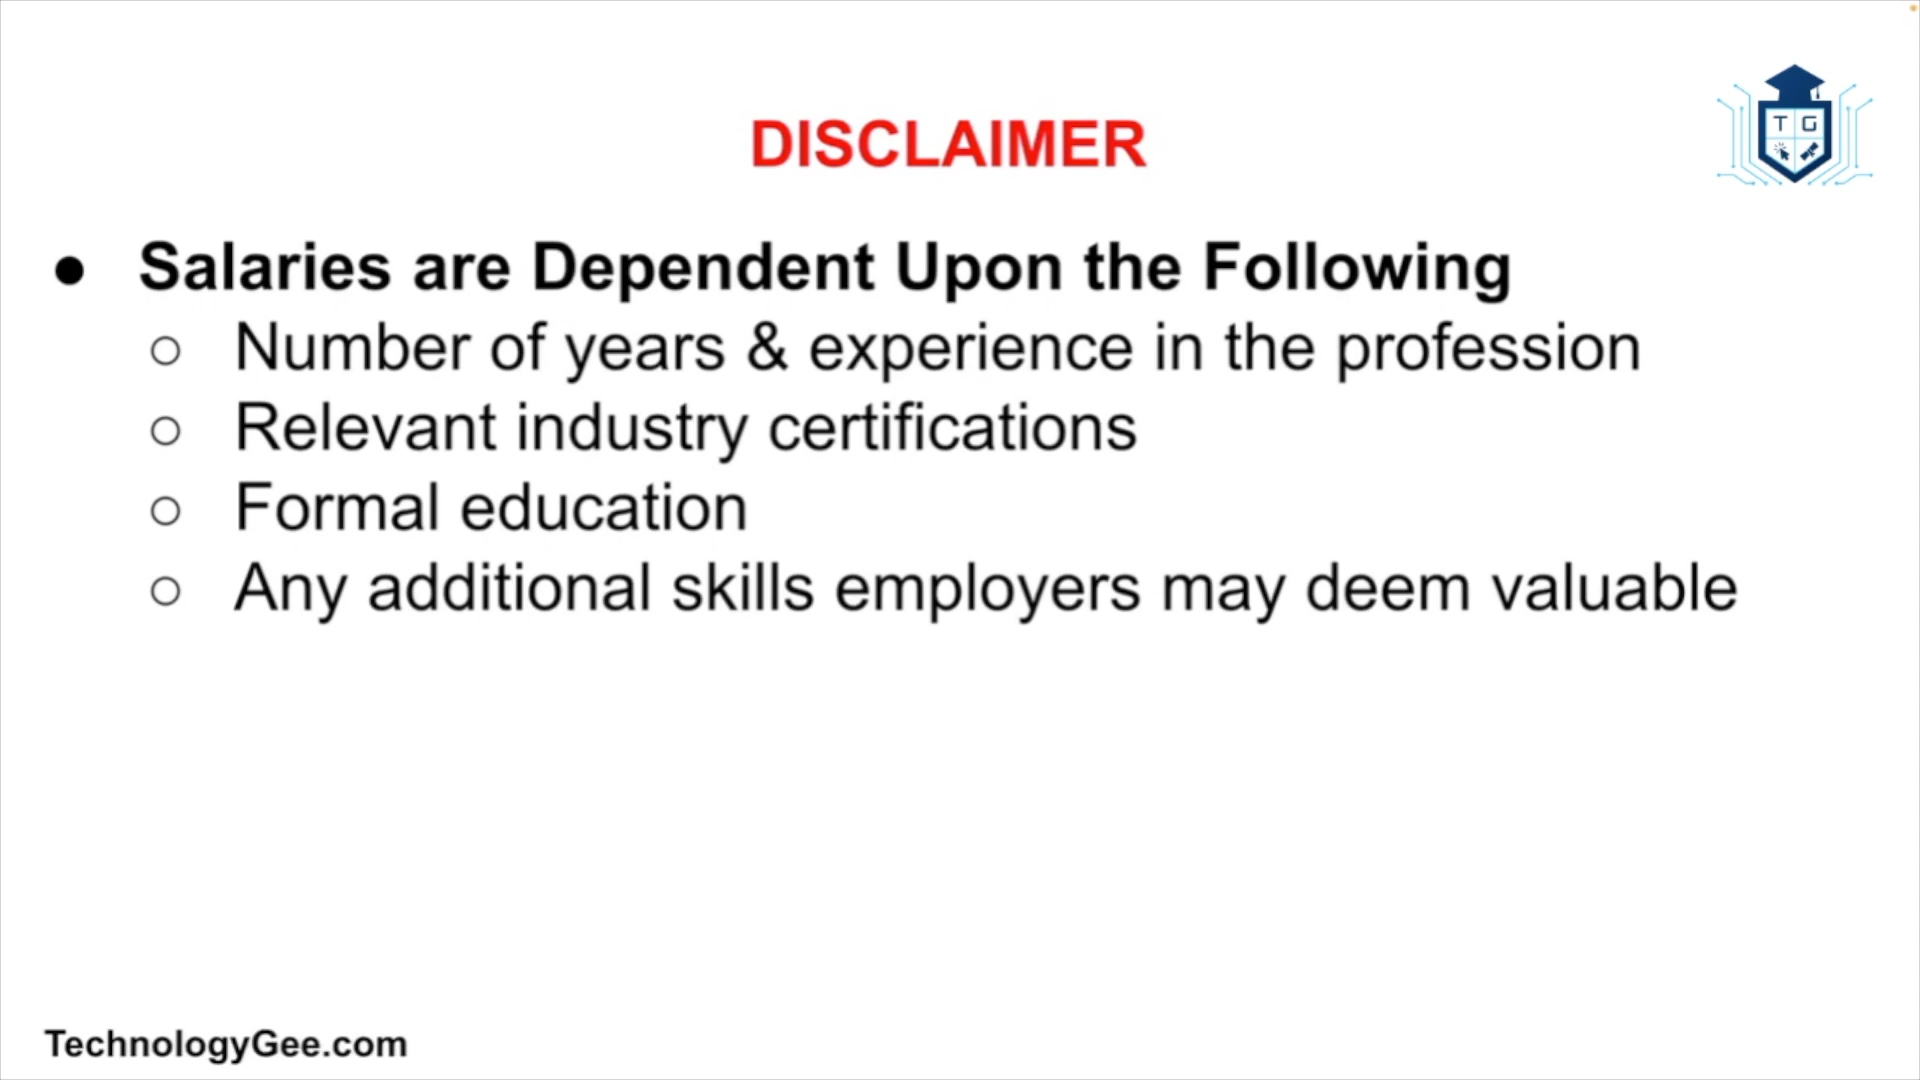 DISCLAIMER
T G
● Salaries are Dependent Upon the Following
○ Number of years & experience in the profession
○ Relevant industry certifications
○ Formal education
○ Any additional skills employers may deem valuable
TechnologyGee.com